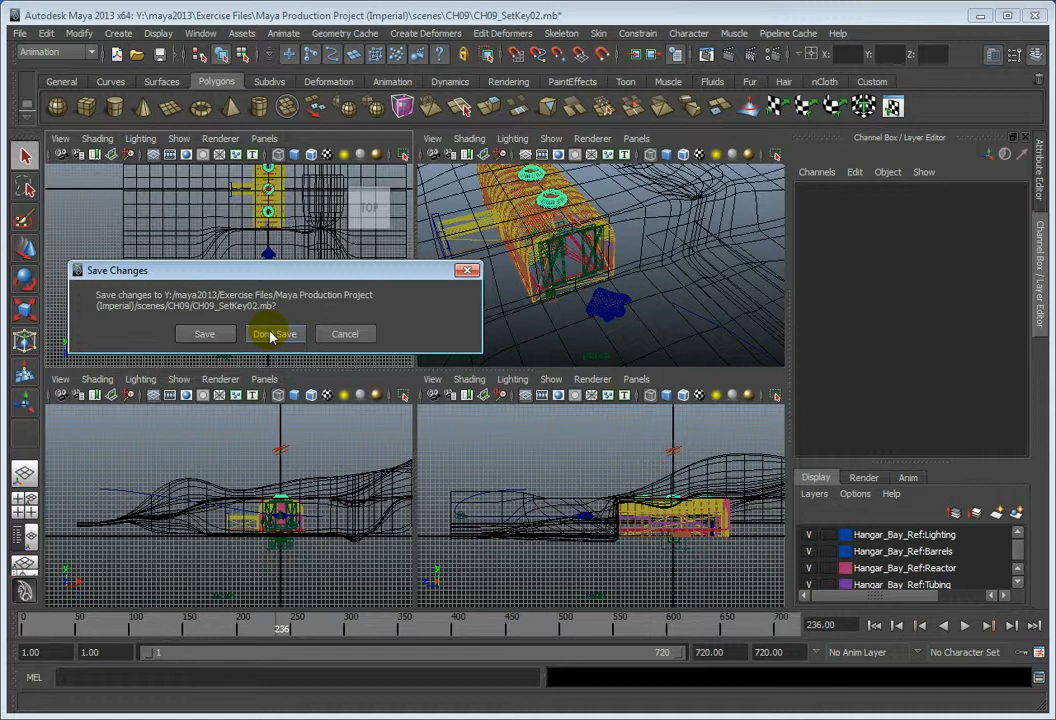 Autodesk Maya 2013 x64: Y:\maya2013\Exercise Files\Maya Production Project (Imperial)\scenes\CH09\CH09_SetKey02.mb*
File Edit Modify Create Display Window Assets Animate Geometry Cache Create Deformers Edit Deformers Skeleton Skin Constrain Character Muscle Pipeline Cache Help
Animation X: Y: Z:
General Curves Surfaces Polygons Subdivs Deformation Animation Dynamics Rendering PaintEffects Toon Muscle Fluids Fur Hair nCloth Custom
View Shading Lighting Show Renderer Panels View Shading Lighting Show Renderer Panels Channel Box / Layer Editor
Channels Edit Object Show
Attribute Editor
Channel Box / Layer Editor
TOP
Save Changes
Save changes to Y:/maya2013/Exercise Files/Maya Production Project
(Imperial)/scenes/CH09/CH09_SetKey02.mb?
Save Don't Save Cancel
persp
View Shading Lighting Show Renderer Panels View Shading Lighting Show Renderer Panels
Display Render Anim
Layers Options Help
V Hangar_Bay_Ref:Lighting
V Hangar_Bay_Ref:Barrels
V Hangar_Bay_Ref:Reactor
V Hangar_Bay_Ref:Tubing
0 50 100 150 200 250 300 350 400 450 500 550 600 650 700
236 236.00
1.00 1.00 1 720 720.00 720.00 No Anim Layer No Character Set
MEL